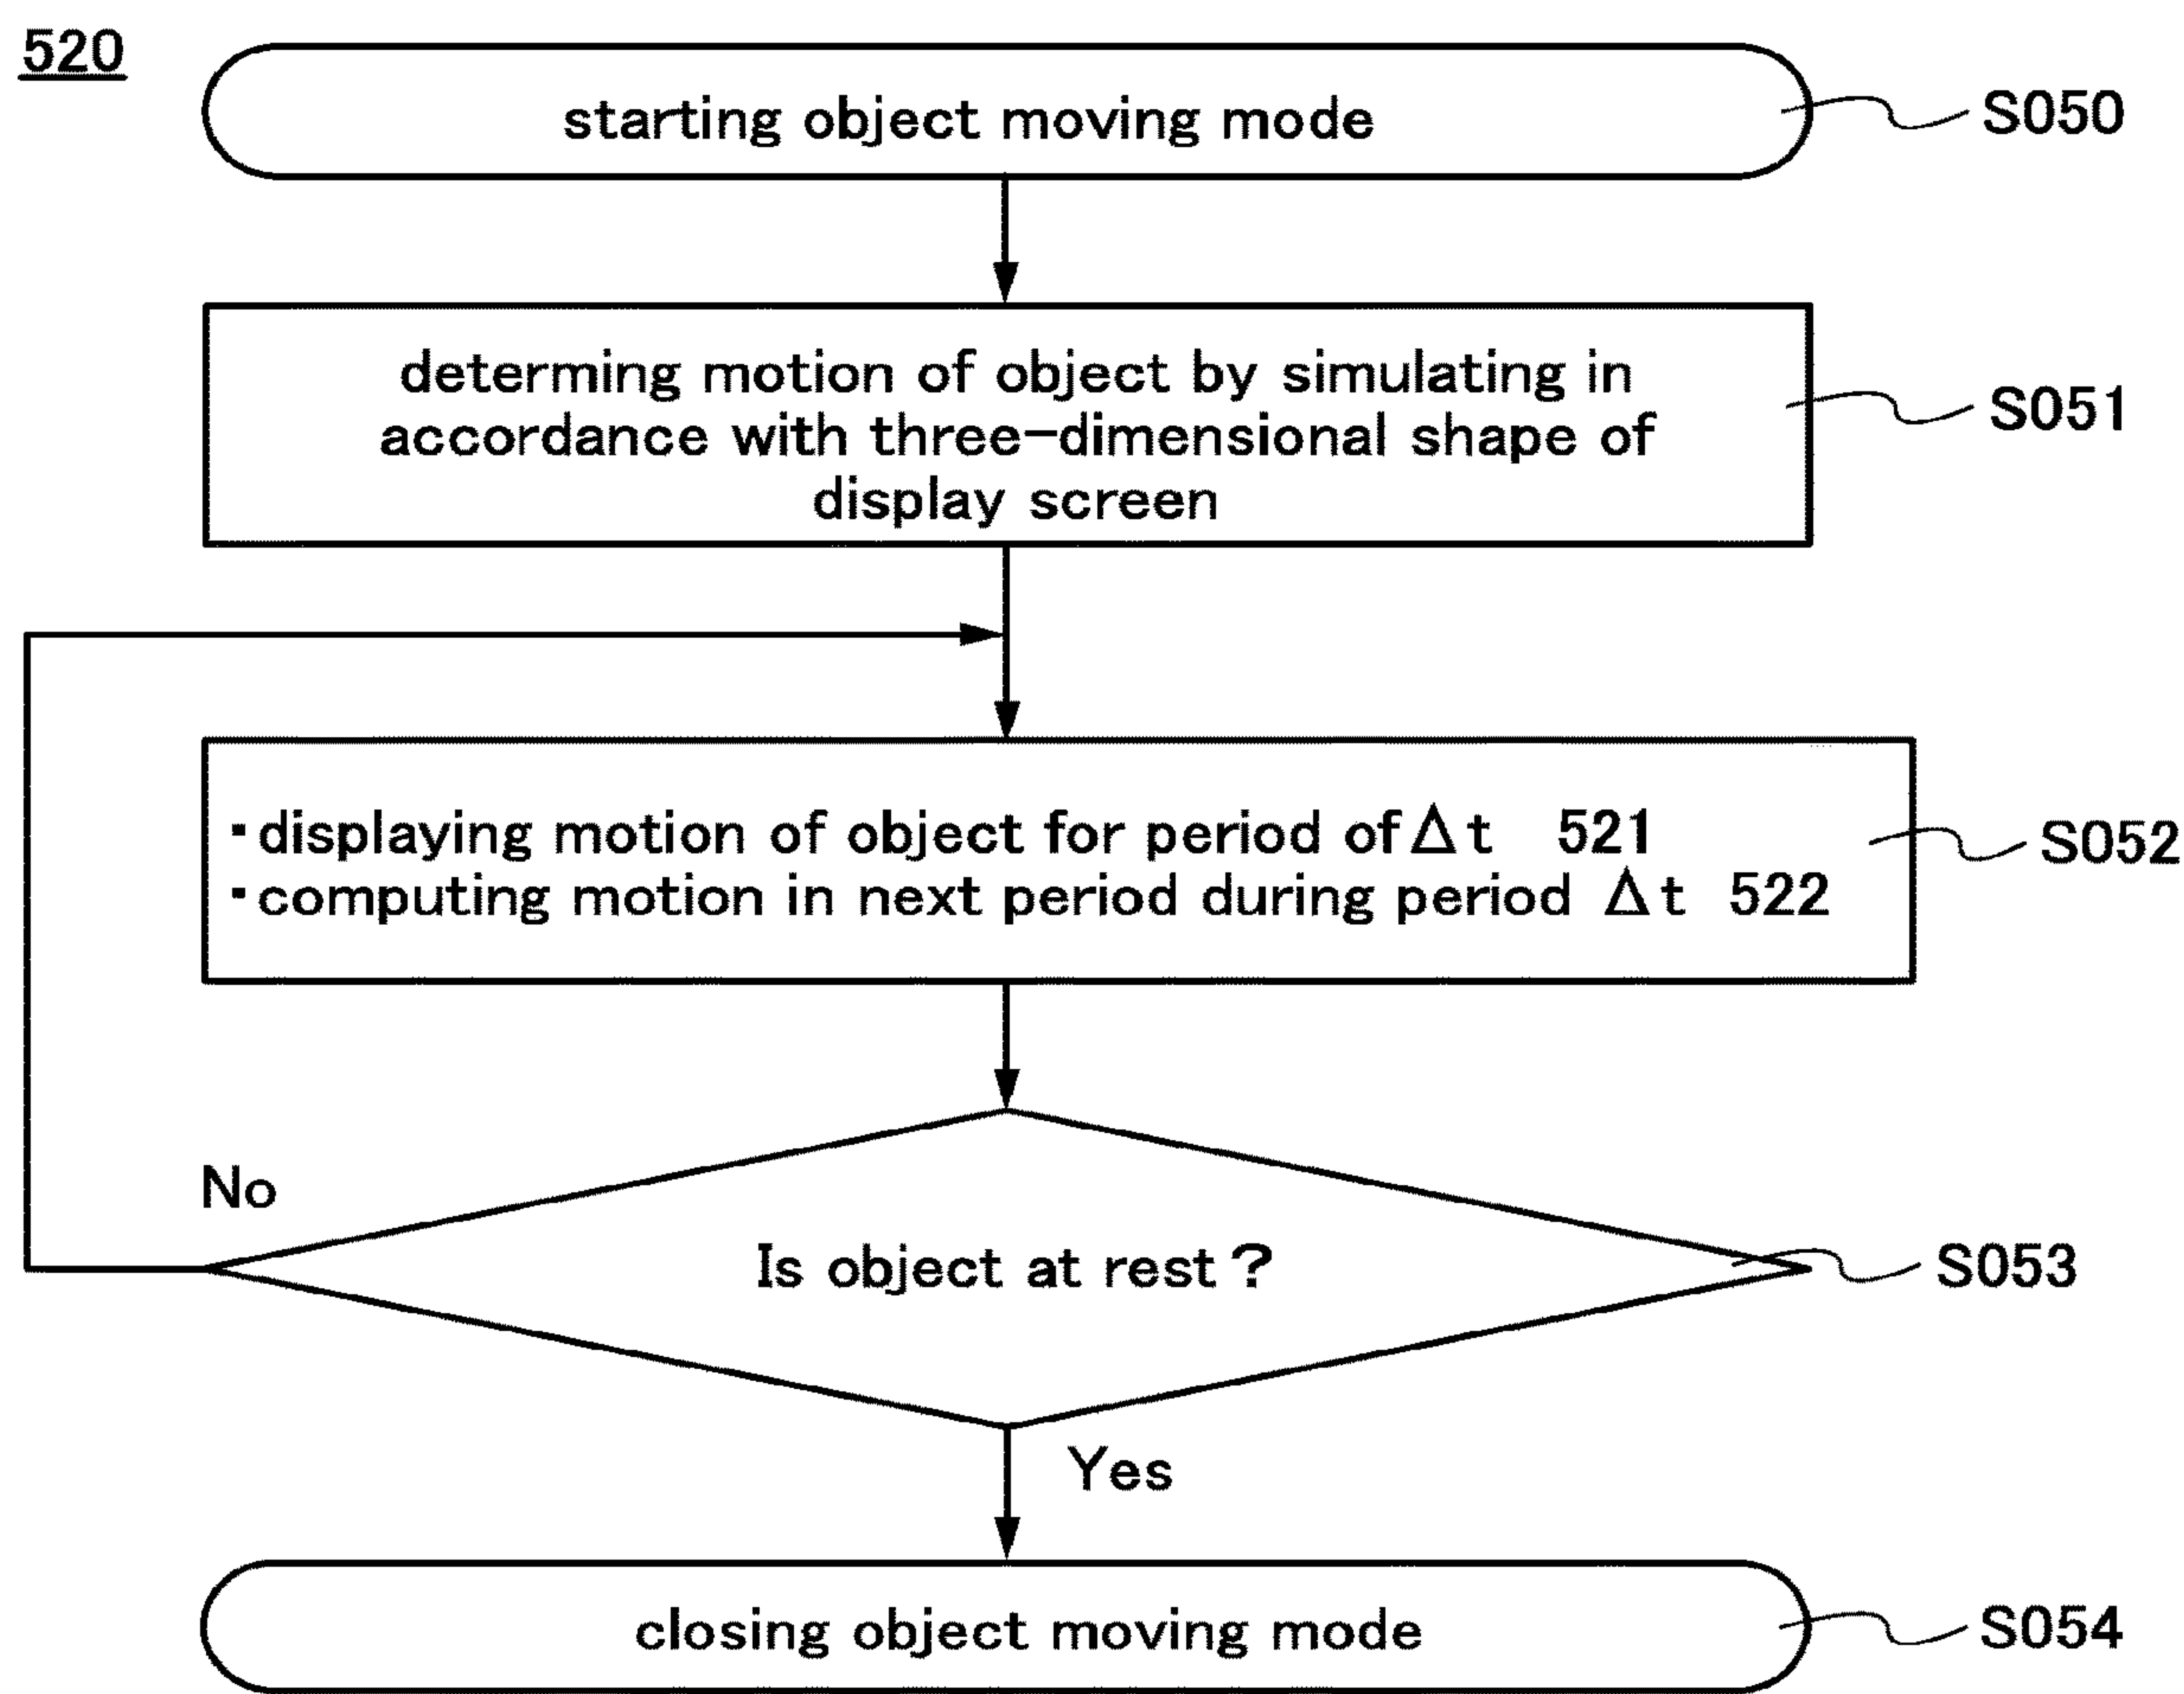 520
starting object moving mode
S050
determing motion of object by simulating in
accordance with three-dimensional shape of
display screen
S051
・displaying motion of object for period of Δt 521
・computing motion in next period during period Δt 522
S052
No
Is object at rest?
S053
Yes
closing object moving mode
S054